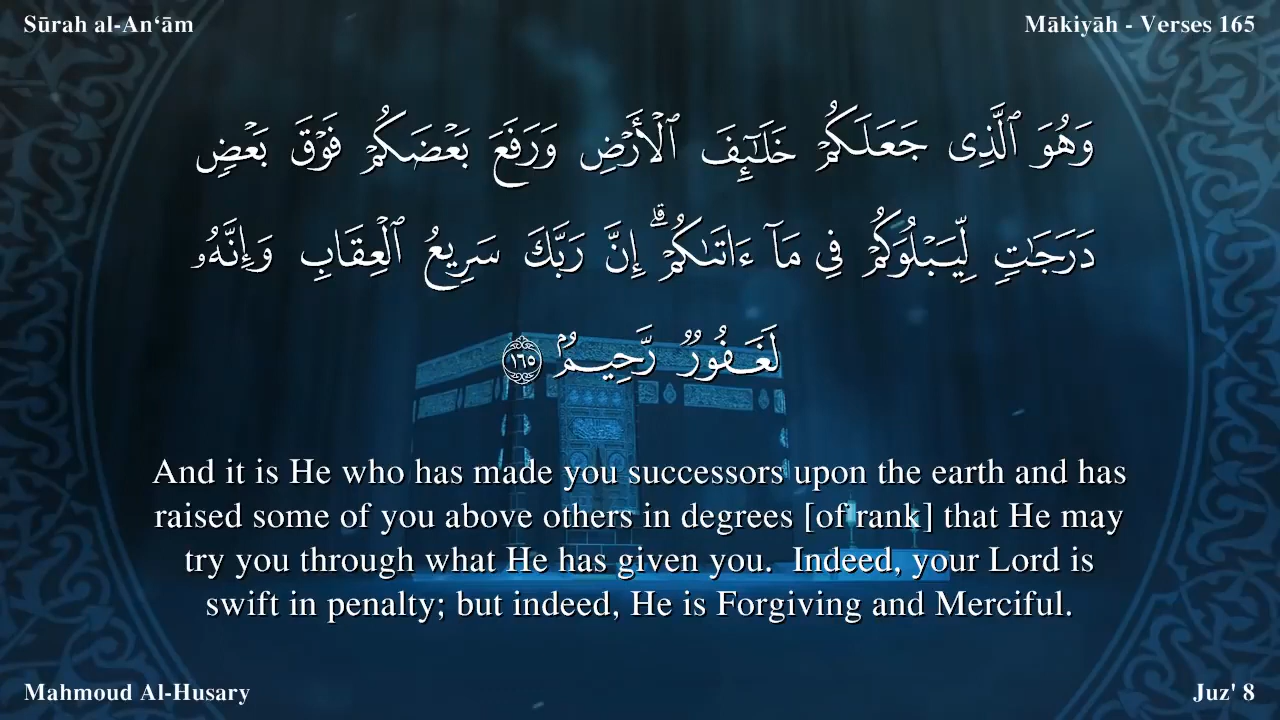 Sūrah al-An‘ām
Mākiyāh - Verses 165
وَهُوَ ٱلَّذِى جَعَلَكُمْ خَلَـٰٓئِفَ ٱلْأَرْضِ وَرَفَعَ بَعْضَكُمْ فَوْقَ بَعْضٍ
دَرَجَـٰتٍ لِّيَبْلُوَكُمْ فِى مَآ ءَاتَىٰكُمْ ۗ إِنَّ رَبَّكَ سَرِيعُ ٱلْعِقَابِ وَإِنَّهُۥ
لَغَفُورٌ رَّحِيمٌۢ ١٦٥
And it is He who has made you successors upon the earth and has
raised some of you above others in degrees [of rank] that He may
try you through what He has given you.  Indeed, your Lord is
swift in penalty; but indeed, He is Forgiving and Merciful.
Mahmoud Al-Husary
Juz' 8